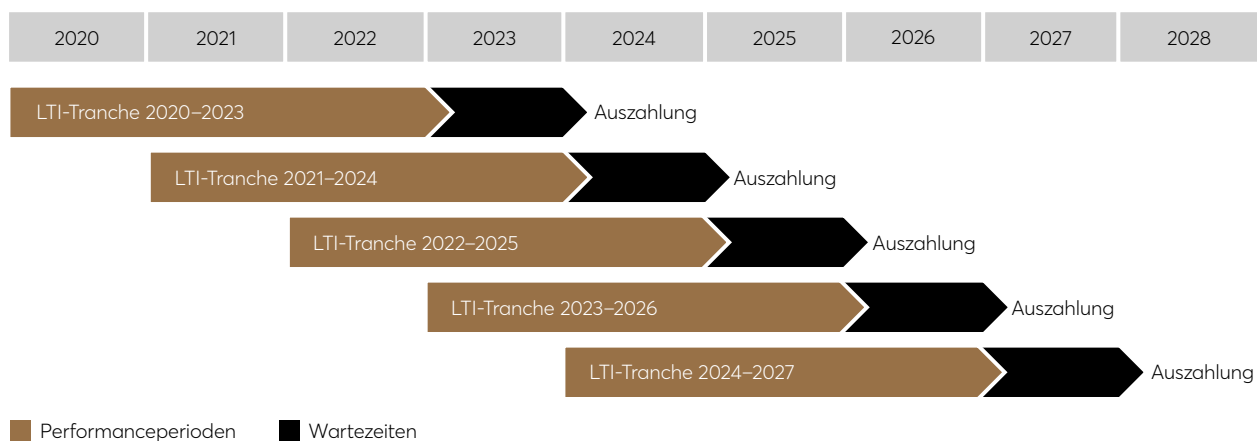 2020 2021 2022 2023 2024 2025 2026 2027 2028
LTI-Tranche 2020–2023 Auszahlung
LTI-Tranche 2021–2024 Auszahlung
LTI-Tranche 2022–2025 Auszahlung
LTI-Tranche 2023–2026 Auszahlung
LTI-Tranche 2024–2027 Auszahlung
Performanceperioden Wartezeiten